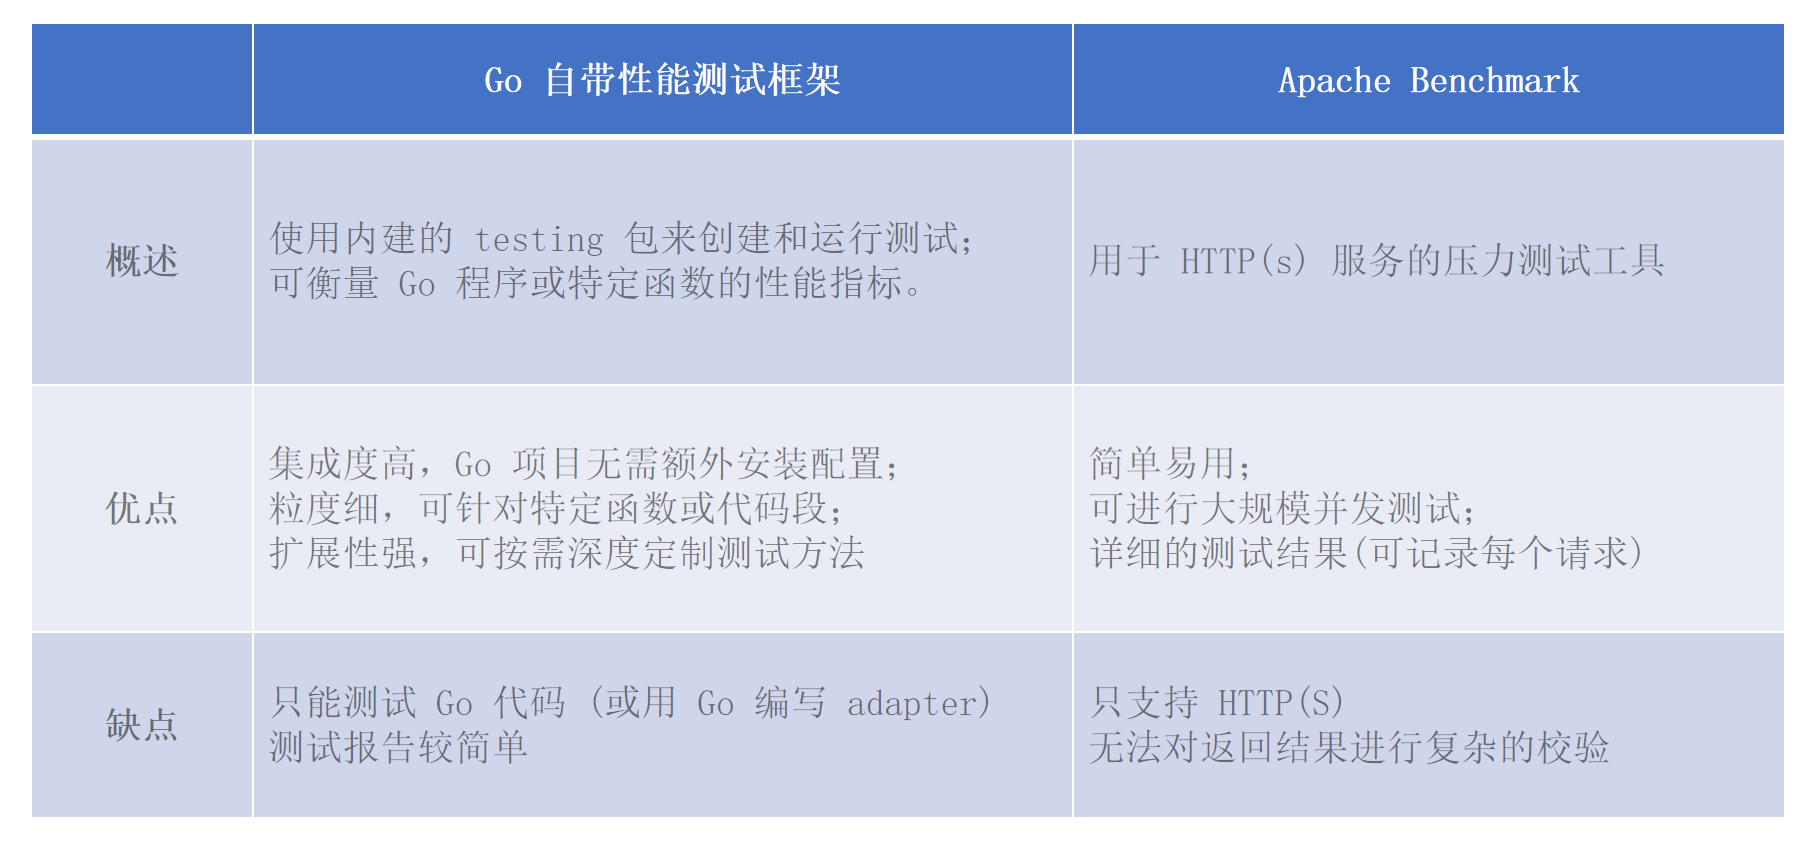 Go 自带性能测试框架
Apache Benchmark
概述
使用内建的 testing 包来创建和运行测试；
可衡量 Go 程序或特定函数的性能指标。
用于 HTTP(s) 服务的压力测试工具
优点
集成度高，Go 项目无需额外安装配置；
粒度细，可针对特定函数或代码段；
扩展性强，可按需深度定制测试方法
简单易用；
可进行大规模并发测试；
详细的测试结果(可记录每个请求)
缺点
只能测试 Go 代码 (或用 Go 编写 adapter)
测试报告较简单
只支持 HTTP(S)
无法对返回结果进行复杂的校验